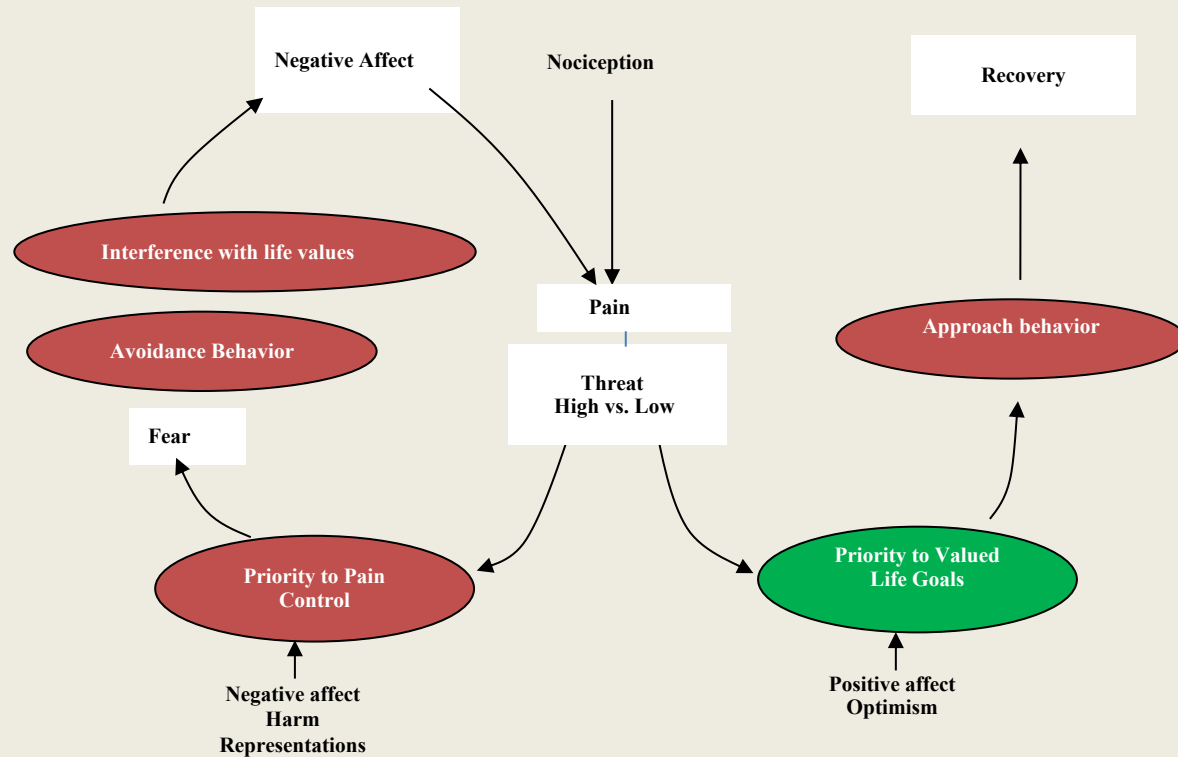 Negative Affect
Nociception
Recovery
Interference with life values
Pain
Approach behavior
Avoidance Behavior
Threat
High vs. Low
Fear
Priority to Pain
Control
Priority to Valued
Life Goals
Negative affect
Harm
Representations
Positive affect
Optimism